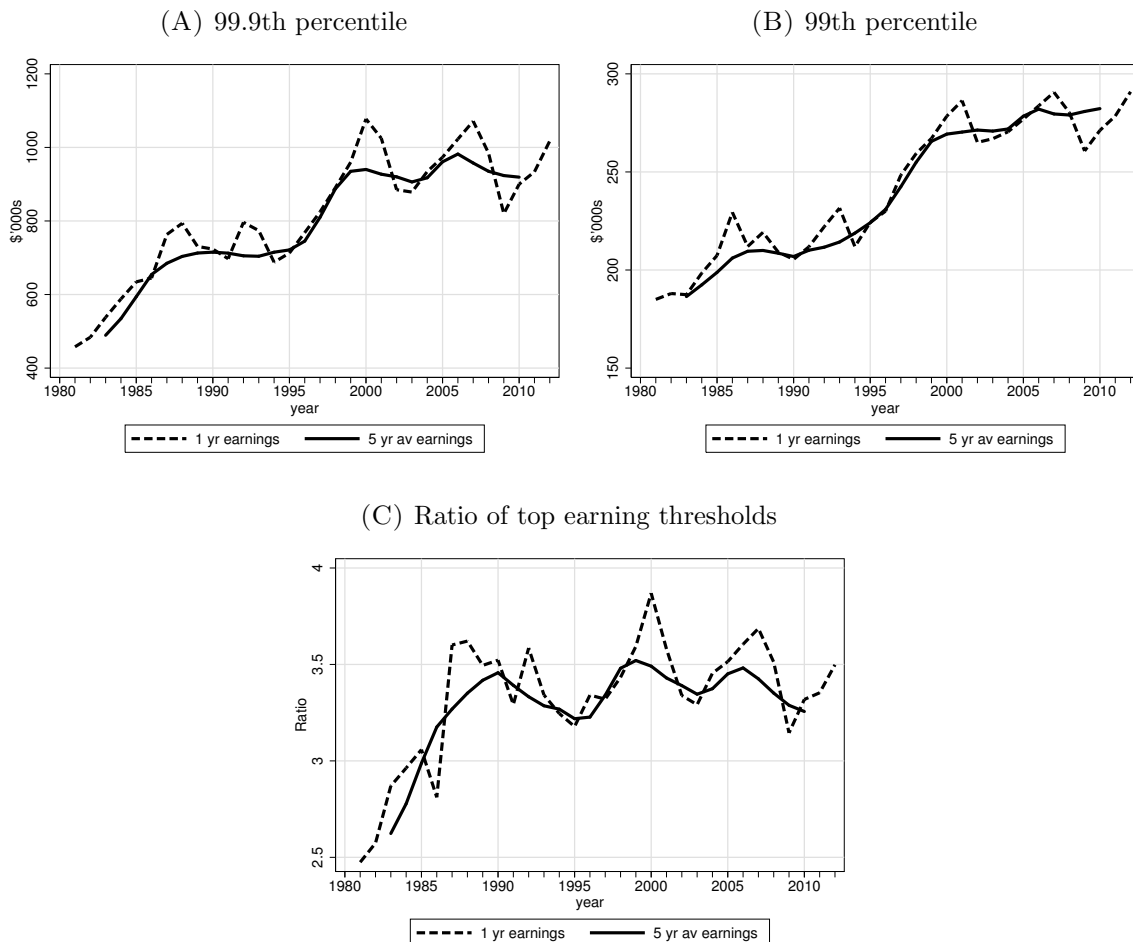 (A) 99.9th percentile
1200
1000
800
600
400
$'000s
1980 1985 1990 1995 2000 2005 2010
year
1 yr earnings 5 yr av earnings
(B) 99th percentile
300
250
200
150
$'000s
1980 1985 1990 1995 2000 2005 2010
year
1 yr earnings 5 yr av earnings
(C) Ratio of top earning thresholds
4
3.5
3
2.5
Ratio
1980 1985 1990 1995 2000 2005 2010
year
1 yr earnings 5 yr av earnings